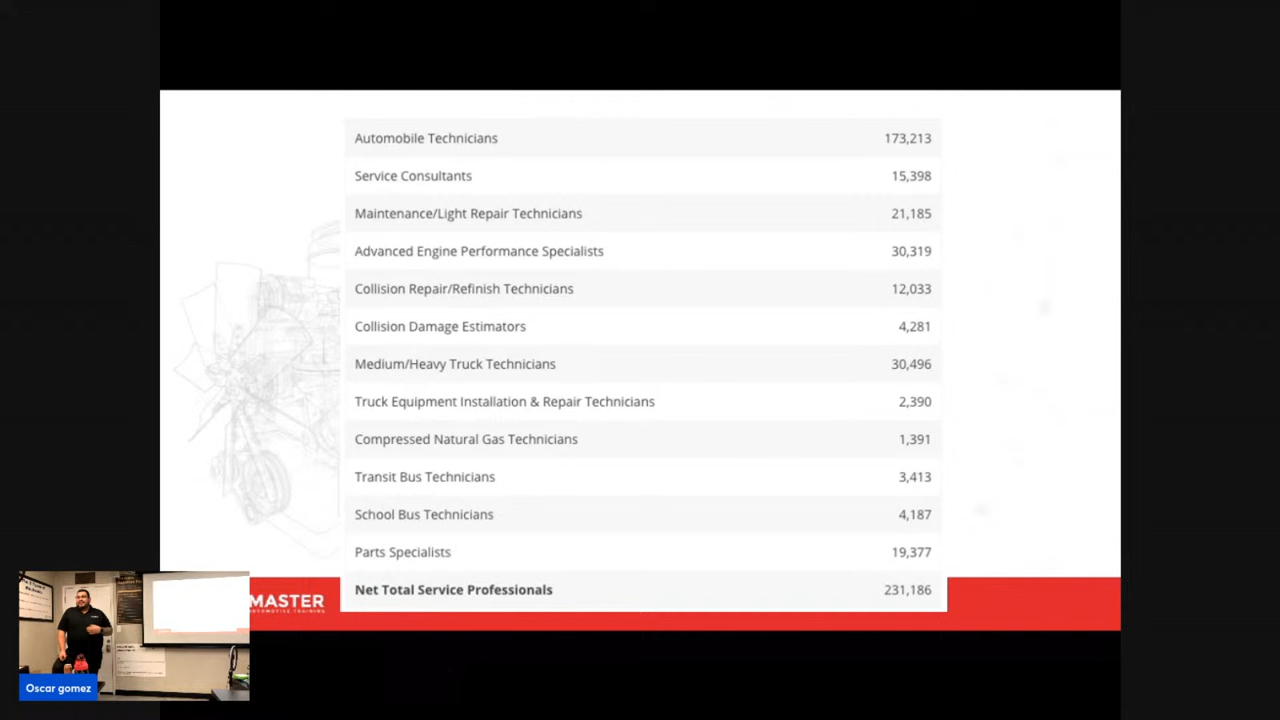 Automobile Technicians 173,213
Service Consultants 15,398
Maintenance/Light Repair Technicians 21,185
Advanced Engine Performance Specialists 30,319
Collision Repair/Refinish Technicians 12,033
Collision Damage Estimators 4,281
Medium/Heavy Truck Technicians 30,496
Truck Equipment Installation & Repair Technicians 2,390
Compressed Natural Gas Technicians 1,391
Transit Bus Technicians 3,413
School Bus Technicians 4,187
Parts Specialists 19,377
Net Total Service Professionals 231,186
MASTER
AUTOMOTIVE TRAINING
Oscar gomez